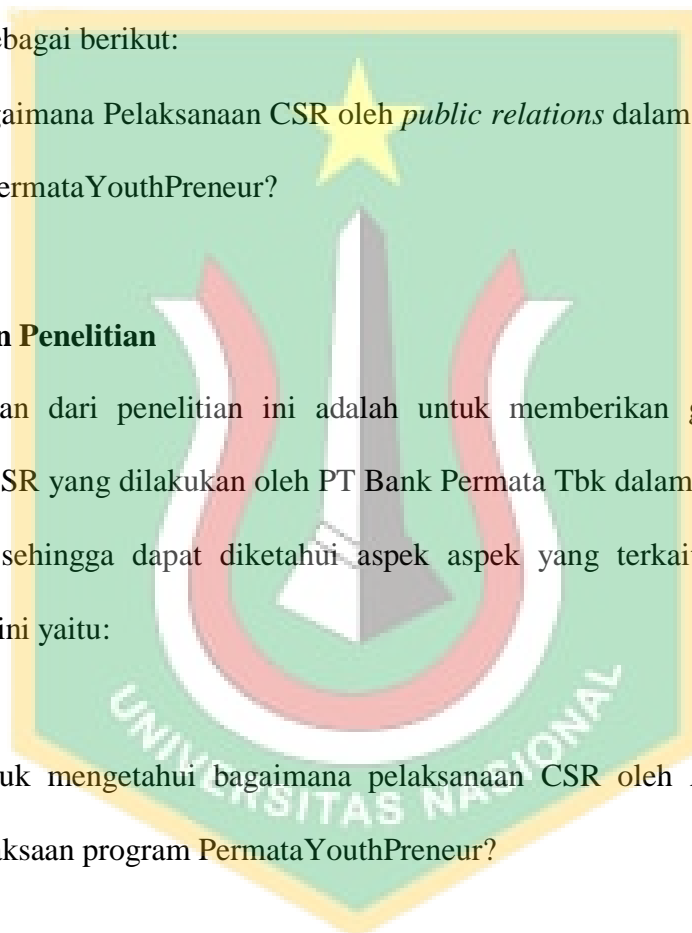 ebagai berikut:
gaimana Pelaksanaan CSR oleh public relations dalam
ermataYouthPreneur?
n Penelitian
an dari penelitian ini adalah untuk memberikan g
SR yang dilakukan oleh PT Bank Permata Tbk dalam
sehingga dapat diketahui aspek aspek yang terkait
ini yaitu:
uk mengetahui bagaimana pelaksanaan CSR oleh
aksaan program PermataYouthPreneur?
UNIVERSITAS NASIONAL